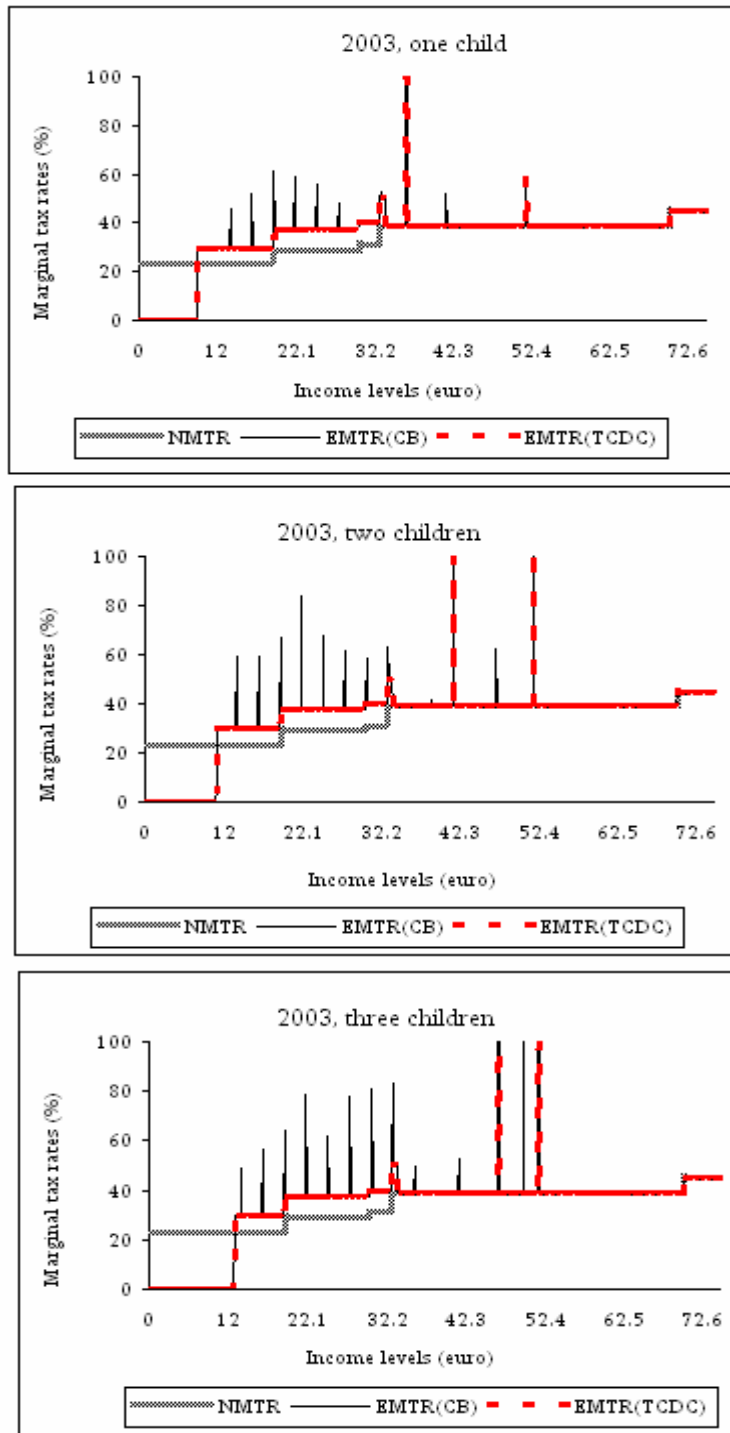 2003, one child
Marginal tax rates (%)
100
80
60
40
20
0
0 12 22.1 32.2 42.3 52.4 62.5 72.6
Income levels (euro)
NMTR EMTR(CB) EMTR(TCDC)
2003, two children
Marginal tax rates (%)
100
80
60
40
20
0
0 12 22.1 32.2 42.3 52.4 62.5 72.6
Income levels (euro)
NMTR EMTR(CB) EMTR(TCDC)
2003, three children
Marginal tax rates (%)
100
80
60
40
20
0
0 12 22.1 32.2 42.3 52.4 62.5 72.6
Income levels (euro)
NMTR EMTR(CB) EMTR(TCDC)